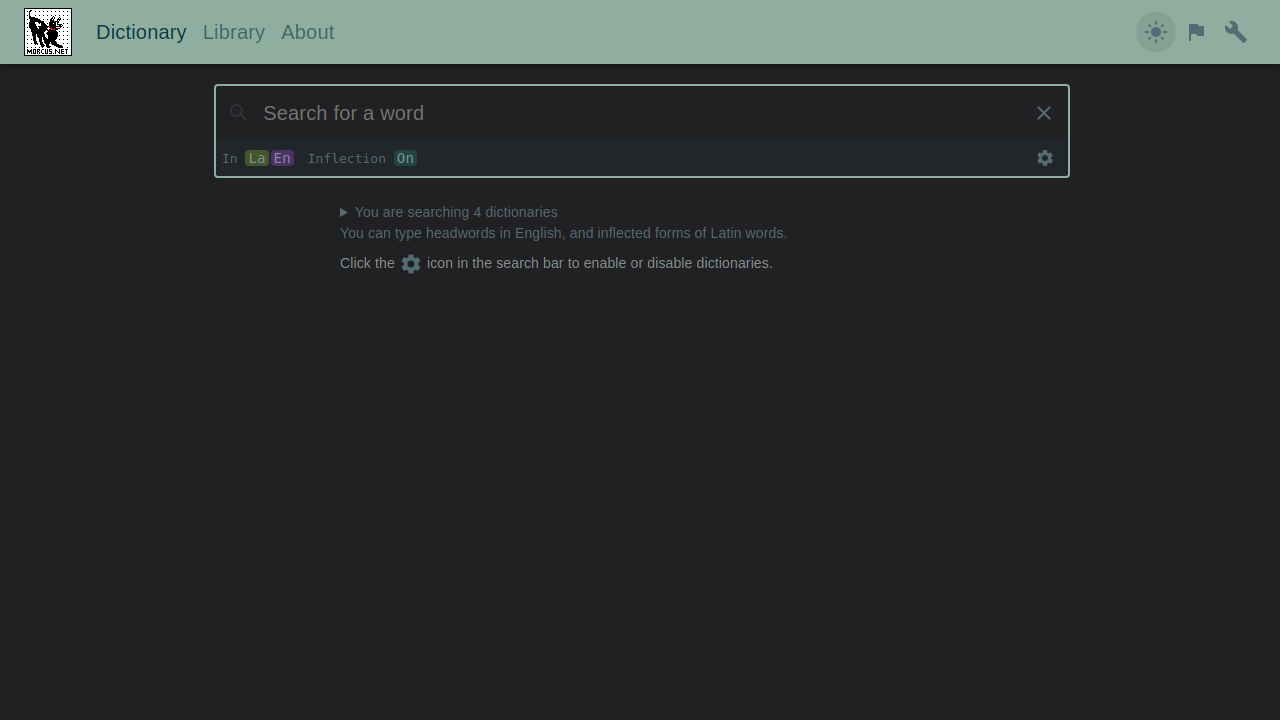 MORCUS.NET
Dictionary Library About
Search for a word
In La En Inflection On
You are searching 4 dictionaries
You can type headwords in English, and inflected forms of Latin words.
Click the icon in the search bar to enable or disable dictionaries.